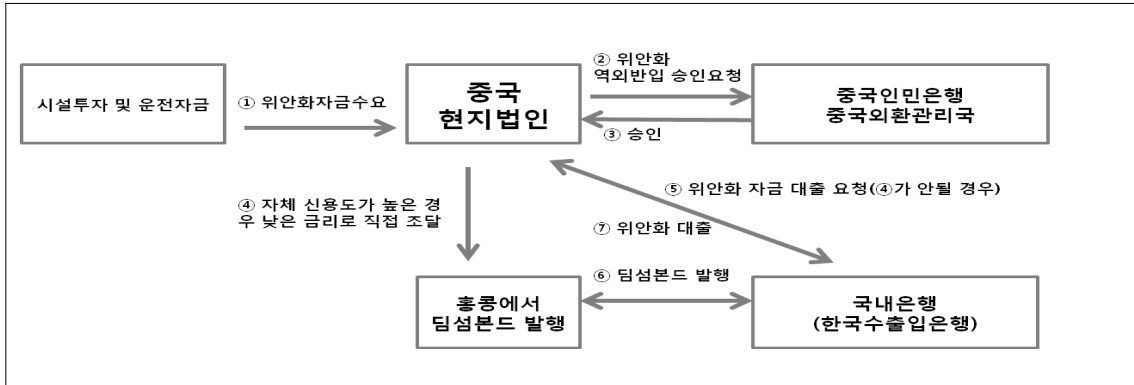 시설투자 및 운전자금
① 위안화자금수요
중국
현지법인
② 위안화
역외반입 승인요청
③ 승인
중국인민은행
중국외환관리국
④ 자체 신용도가 높은 경
우 낮은 금리로 직접 조달
⑤ 위안화 자금 대출 요청(④가 안될 경우)
⑦ 위안화 대출
⑥ 딤섬본드 발행
홍콩에서
딤섬본드 발행
국내은행
(한국수출입은행)